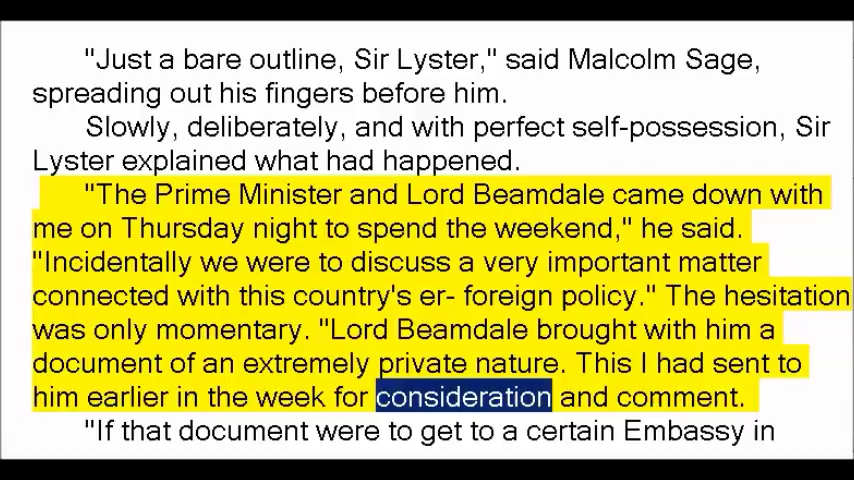 "Just a bare outline, Sir Lyster," said Malcolm Sage,
spreading out his fingers before him.
Slowly, deliberately, and with perfect self-possession, Sir
Lyster explained what had happened.
"The Prime Minister and Lord Beamdale came down with
me on Thursday night to spend the weekend," he said.
"Incidentally we were to discuss a very important matter
connected with this country's er- foreign policy." The hesitation
was only momentary. "Lord Beamdale brought with him a
document of an extremely private nature. This I had sent to
him earlier in the week for consideration and comment.
"If that document were to get to a certain Embassy in